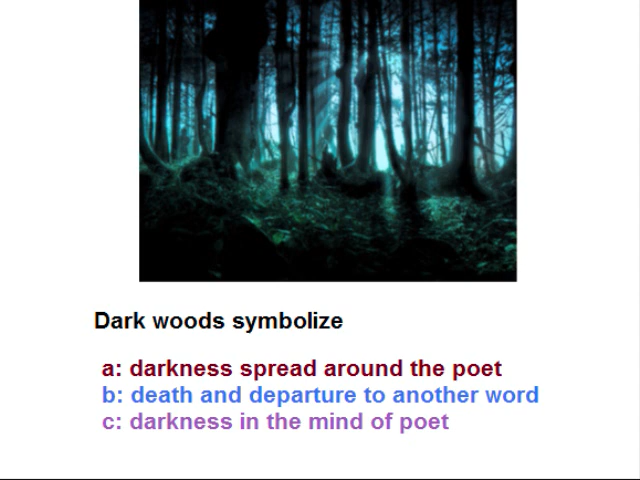 Dark woods symbolize
a: darkness spread around the poet
b: death and departure to another word
c: darkness in the mind of poet